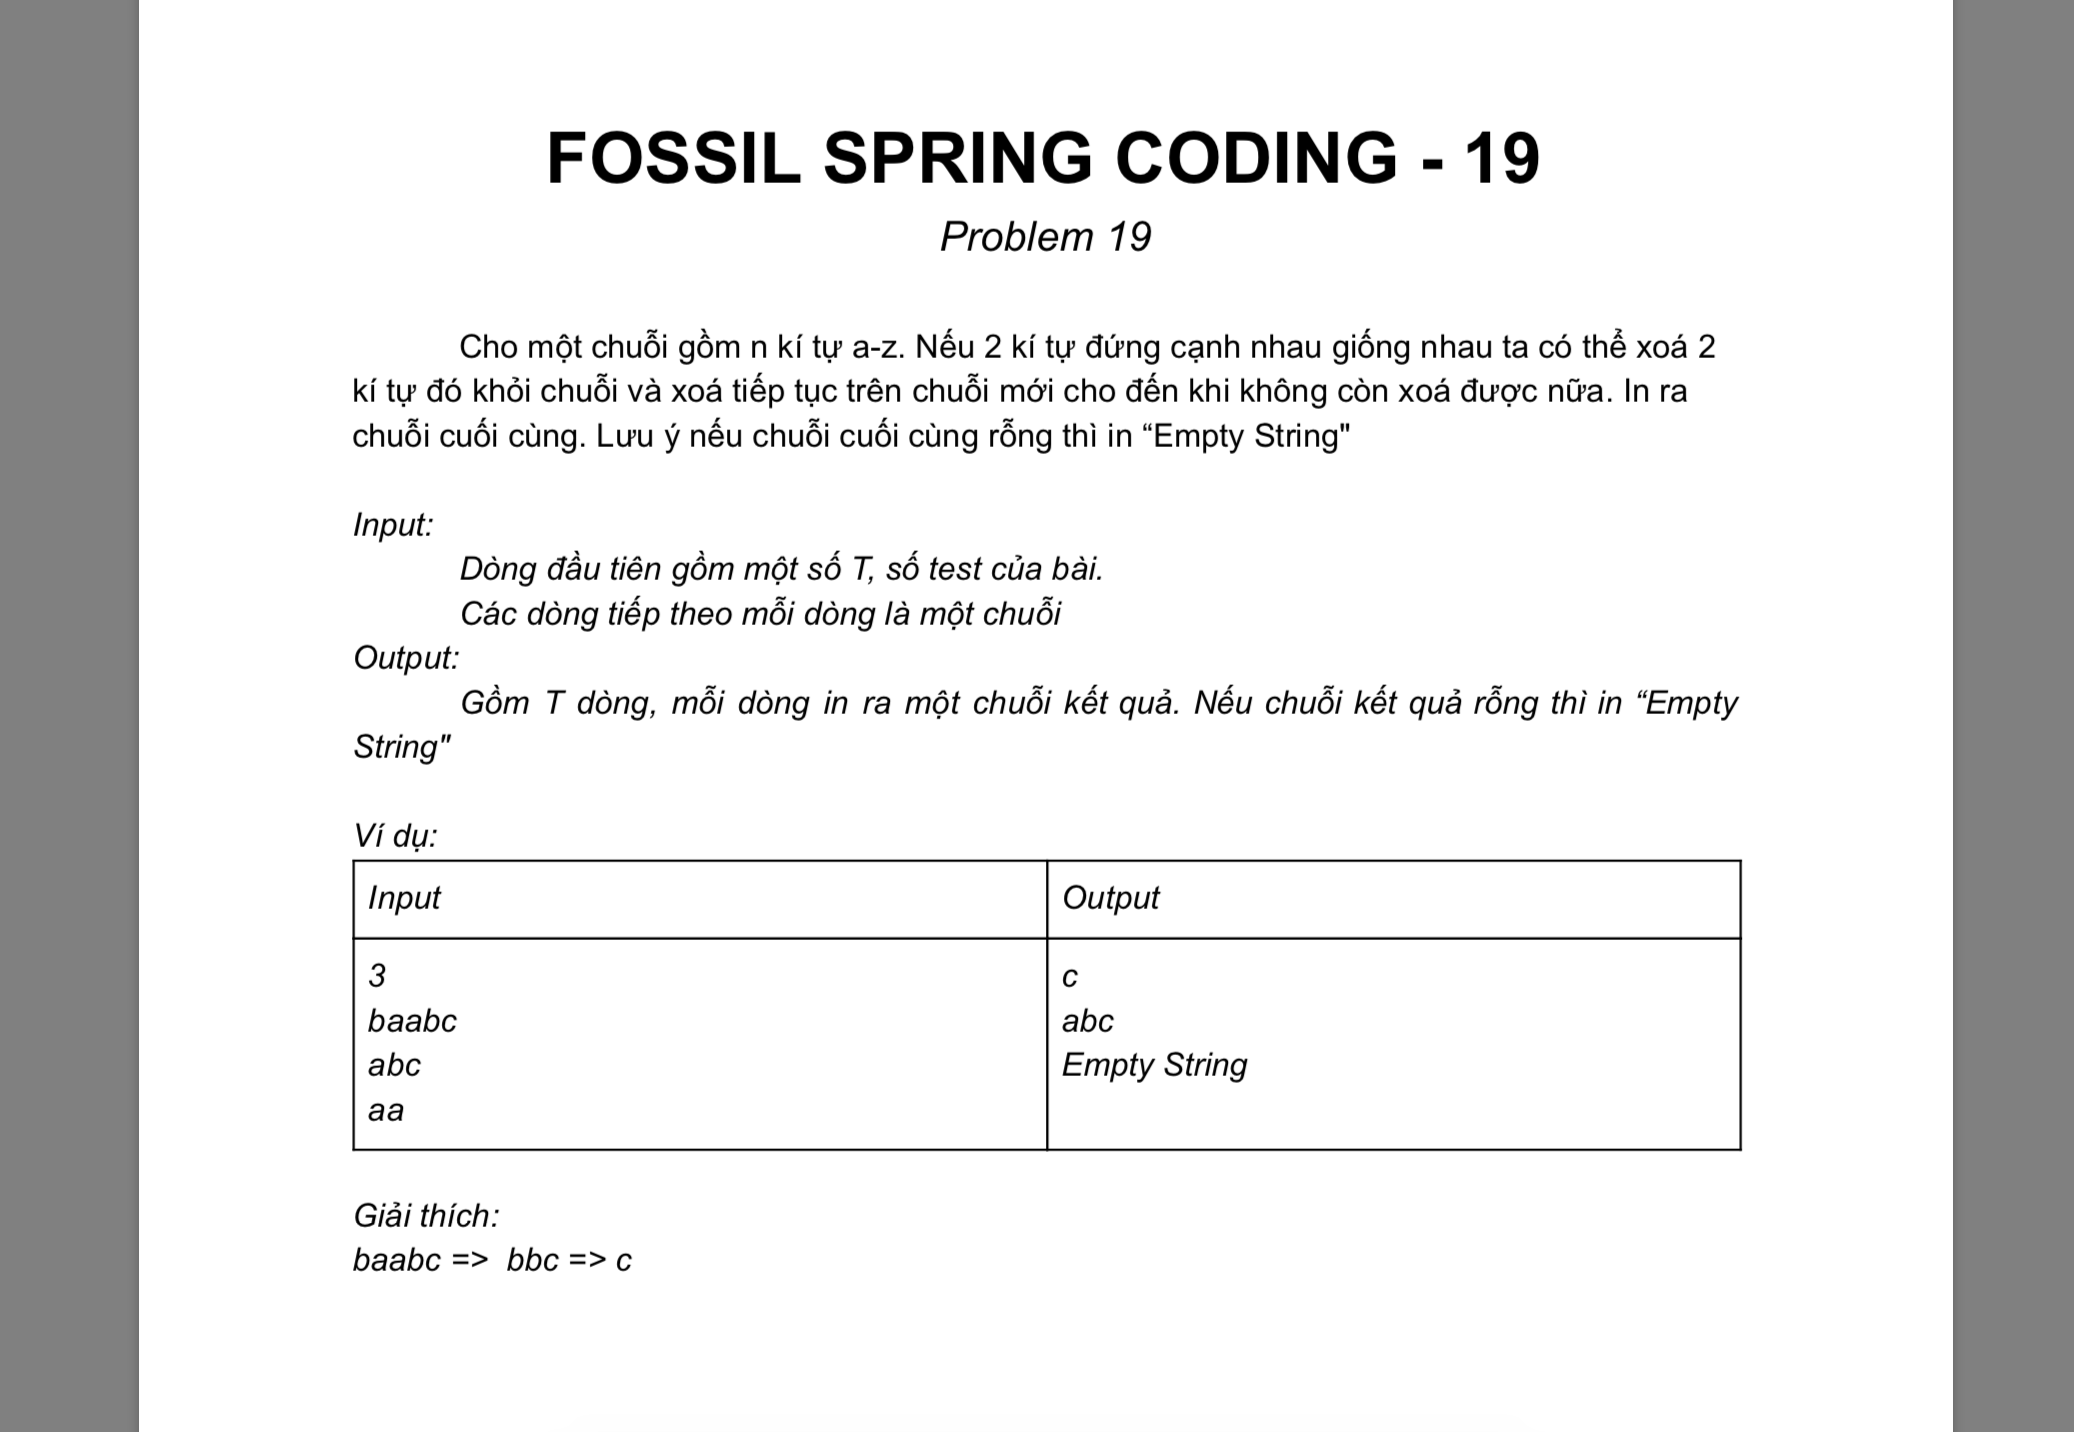 FOSSIL SPRING CODING - 19
Problem 19
Cho một chuỗi gồm n kí tự a-z. Nếu 2 kí tự đứng cạnh nhau giống nhau ta có thể xoá 2
kí tự đó khỏi chuỗi và xoá tiếp tục trên chuỗi mới cho đến khi không còn xoá được nữa. In ra
chuỗi cuối cùng. Lưu ý nếu chuỗi cuối cùng rỗng thì in “Empty String"
Input:
Dòng đầu tiên gồm một số T, số test của bài.
Các dòng tiếp theo mỗi dòng là một chuỗi
Output:
Gồm T dòng, mỗi dòng in ra một chuỗi kết quả. Nếu chuỗi kết quả rỗng thì in “Empty
String"
Ví dụ:
Input
Output
3
baabc
abc
aa
c
abc
Empty String
Giải thích:
baabc => bbc => c